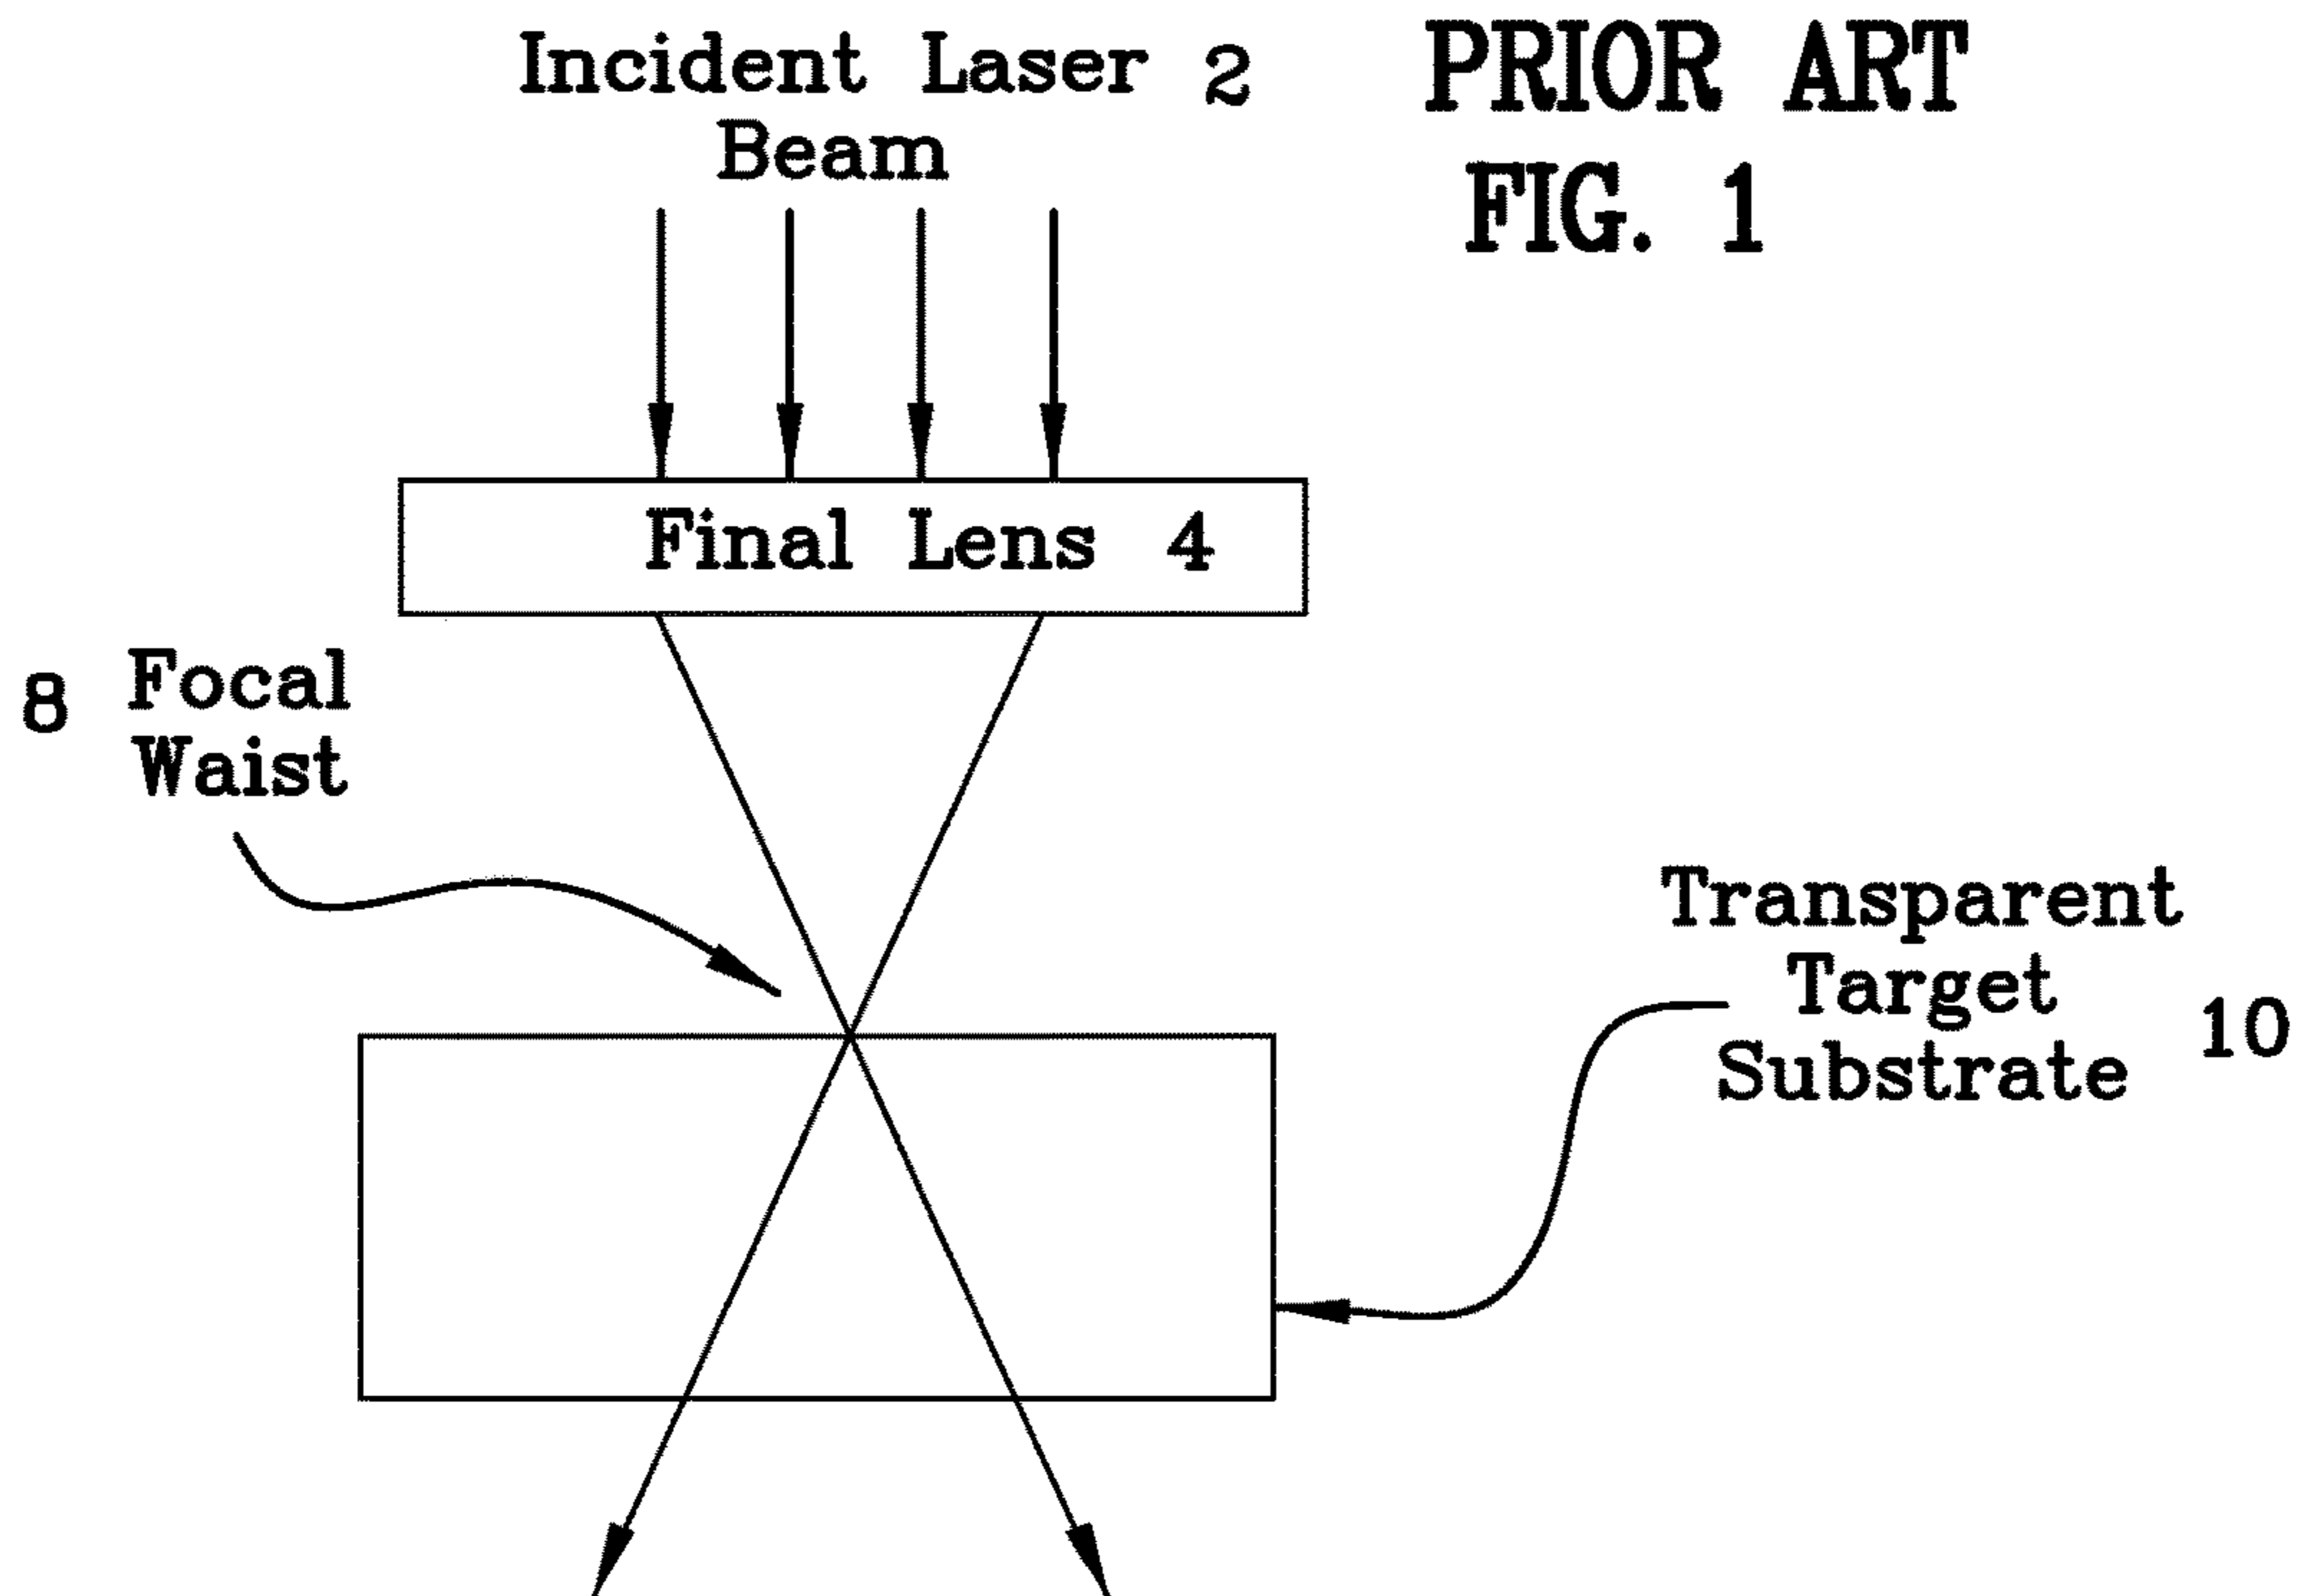 Incident Laser 2
Beam
PRIOR ART
FIG. 1
Final Lens 4
8 Focal
Waist
Transparent
Target
Substrate 10